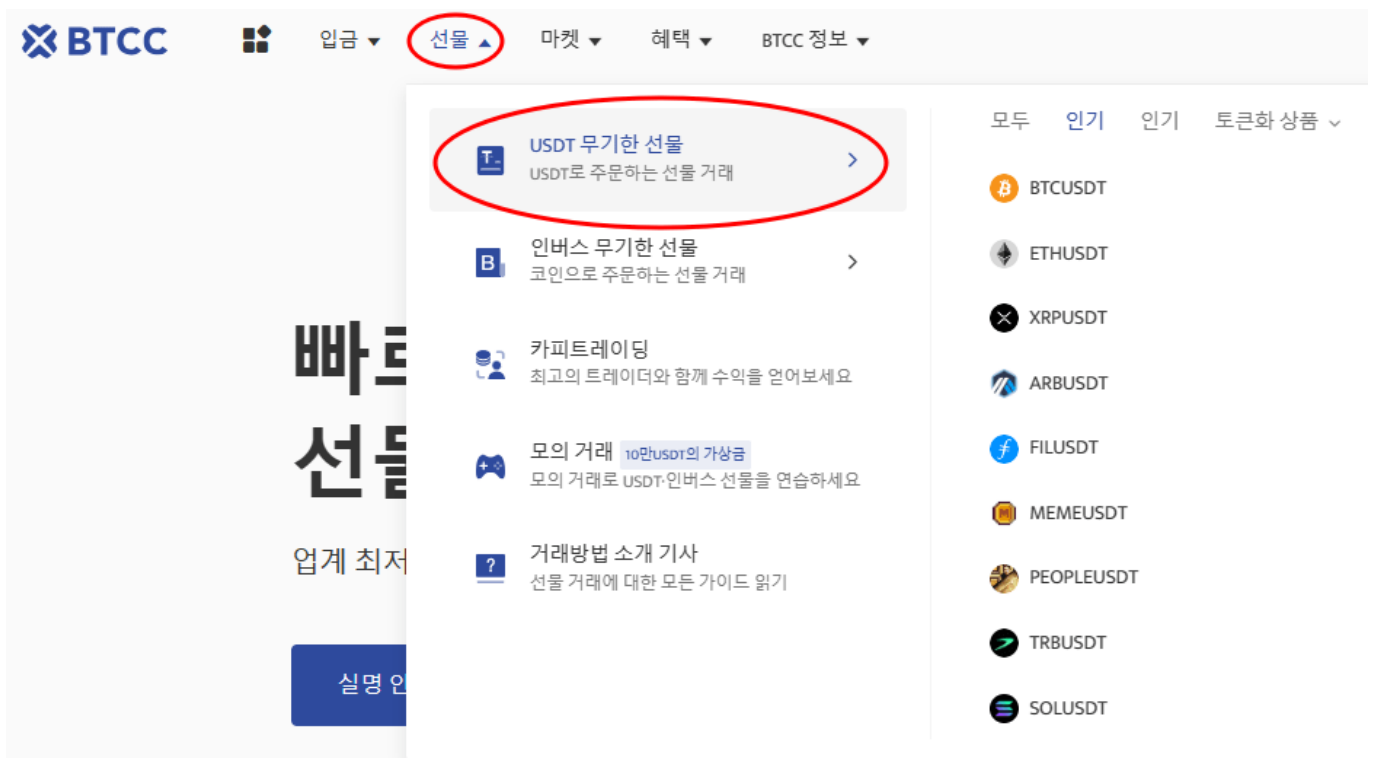 BTCC
입금
선물
마켓
혜택
BTCC 정보
USDT 무기한 선물
USDT로 주문하는 선물 거래
인버스 무기한 선물
코인으로 주문하는 선물 거래
카피트레이딩
최고의 트레이더와 함께 수익을 얻어보세요
모의 거래 10만USDT의 가상금
모의 거래로 USDT·인버스 선물을 연습하세요
거래방법 소개 기사
선물 거래에 대한 모든 가이드 읽기
모두 인기 인기 토큰화 상품
BTCUSDT
ETHUSDT
XRPUSDT
ARBUSDT
FILUSDT
MEMEUSDT
PEOPLEUSDT
TRBUSDT
SOLUSDT
업계
실명